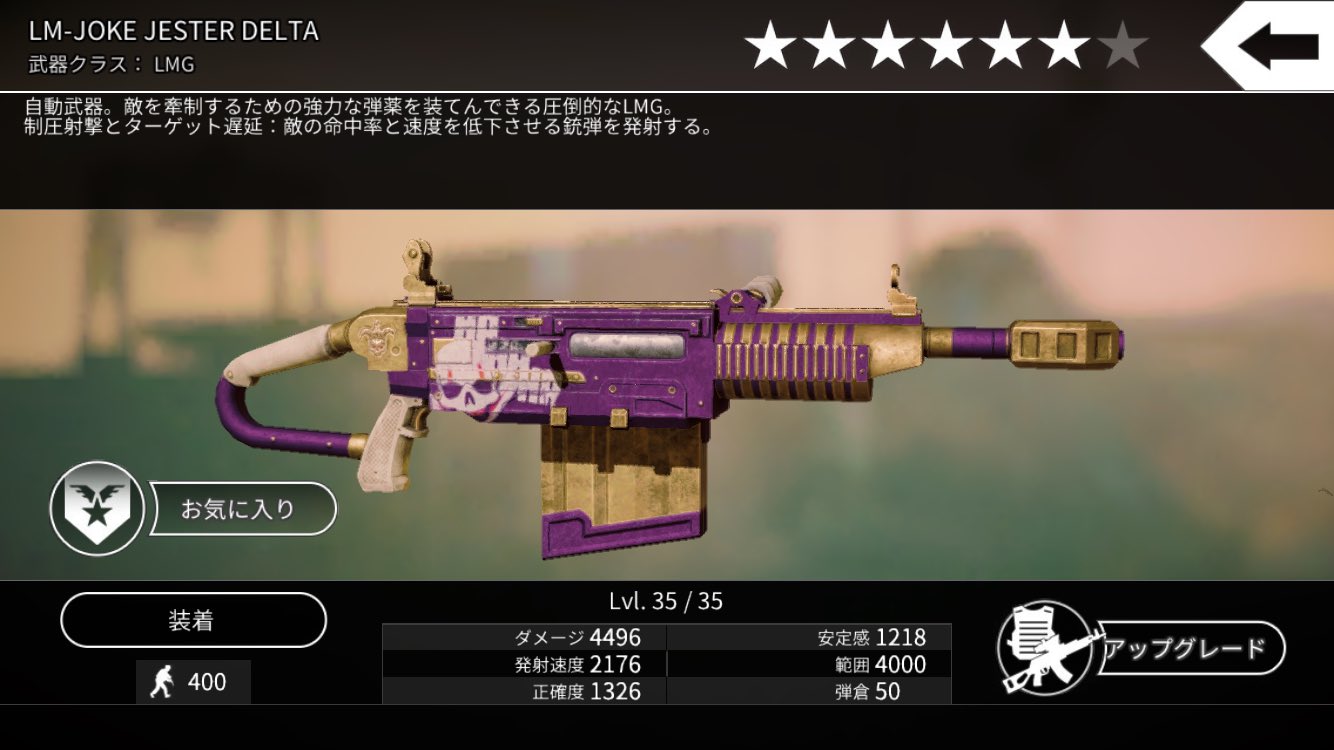 LM-JOKE JESTER DELTA
武器クラス： LMG
自動武器。敵を牽制するための強力な弾薬を装てんできる圧倒的なLMG。
制圧射撃とターゲット遅延：敵の命中率と速度を低下させる銃弾を発射する。
お気に入り
装着
400
Lvl. 35 / 35
ダメージ 4496
安定感 1218
発射速度 2176
範囲 4000
正確度 1326
弾倉 50
アップグレード